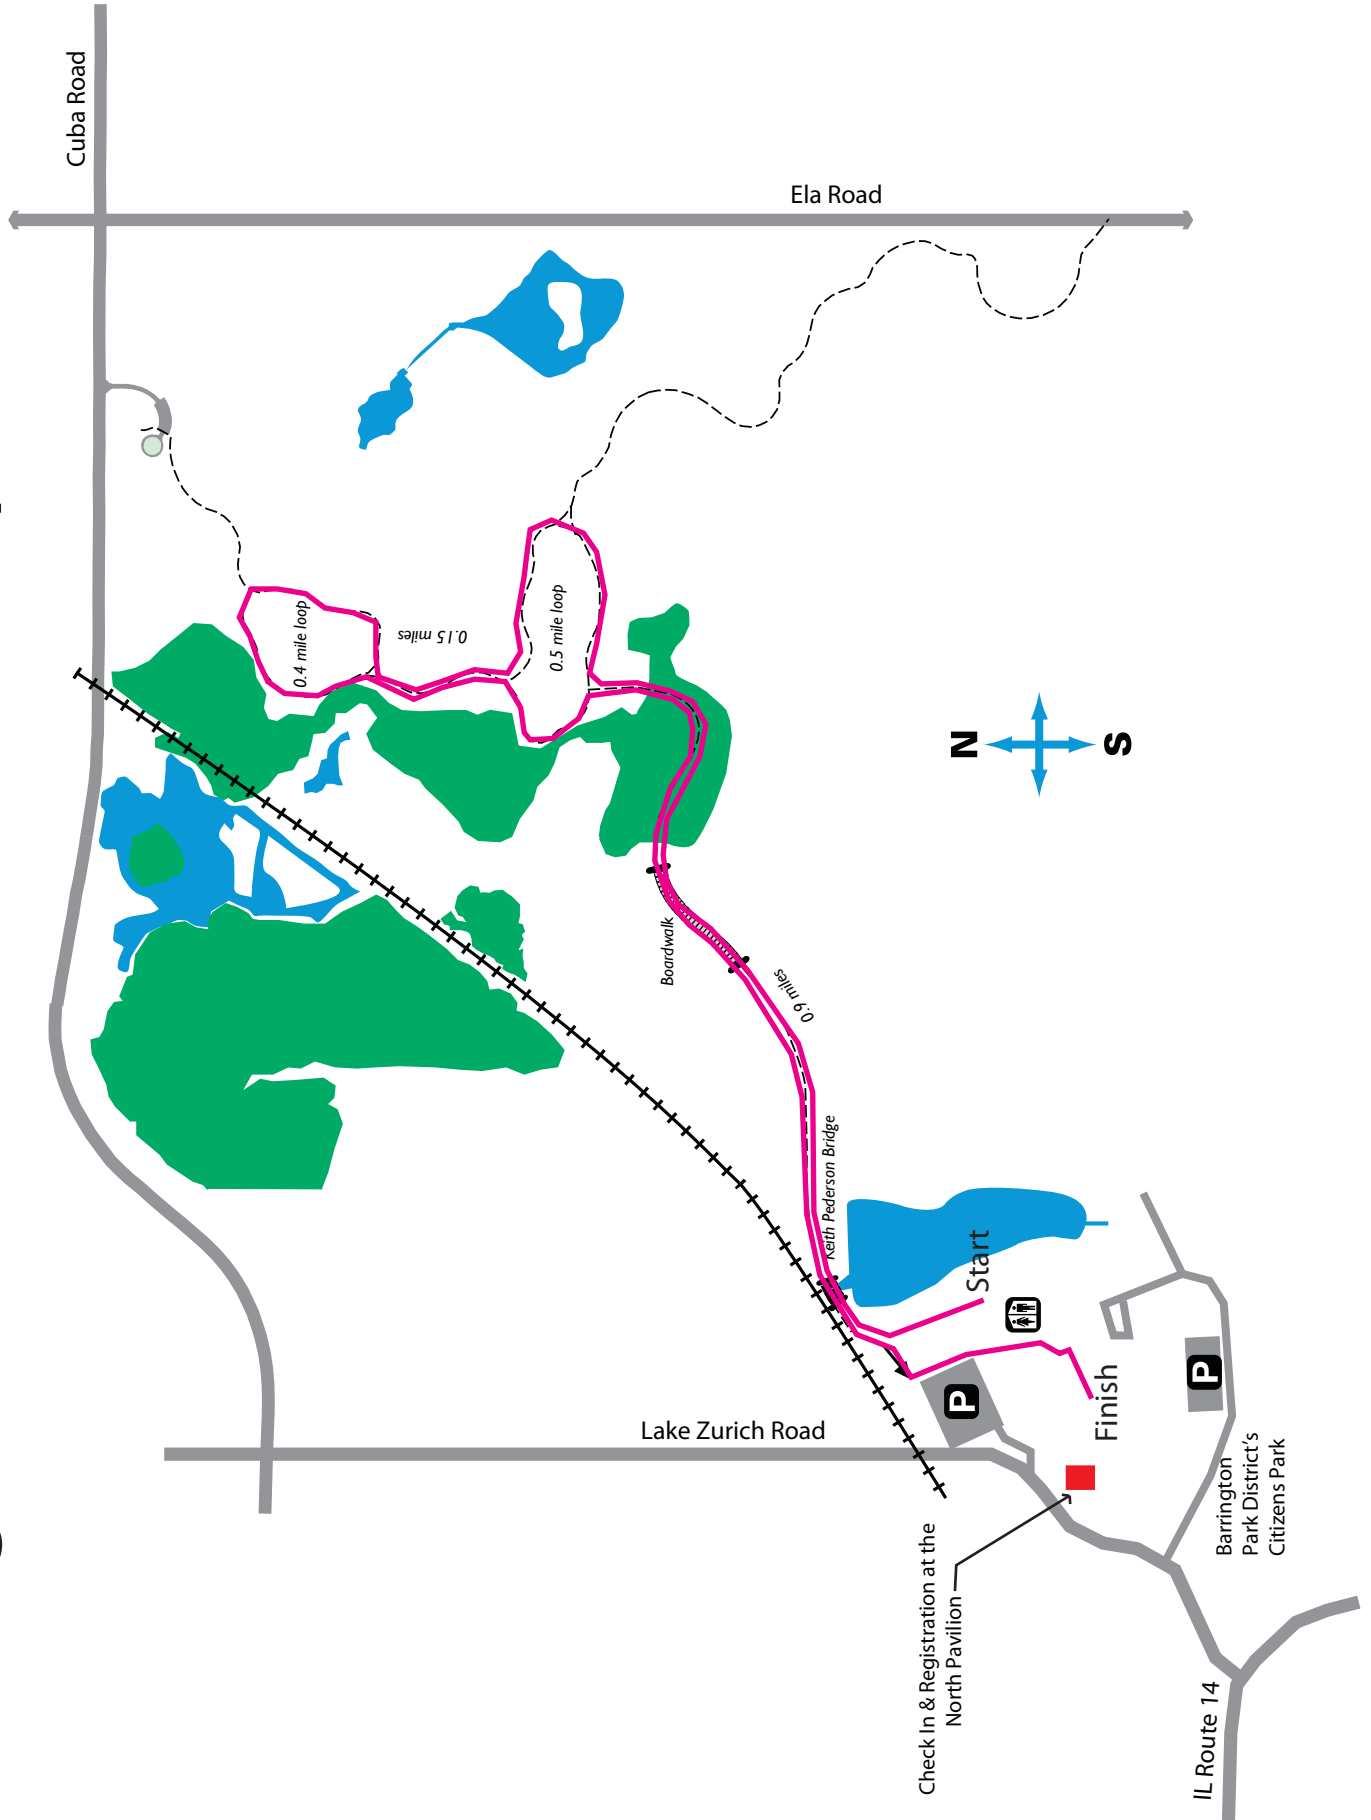 Cuba Road
Ela Road
0.4 mile loop
0.15 miles
0.5 mile loop
N
S
Boardwalk
0.9 miles
Keith Pederson Bridge
Start
P
P
Finish
Lake Zurich Road
Barrington
Park District's
Citizens Park
Check In & Registration at the
North Pavilion
IL Route 14